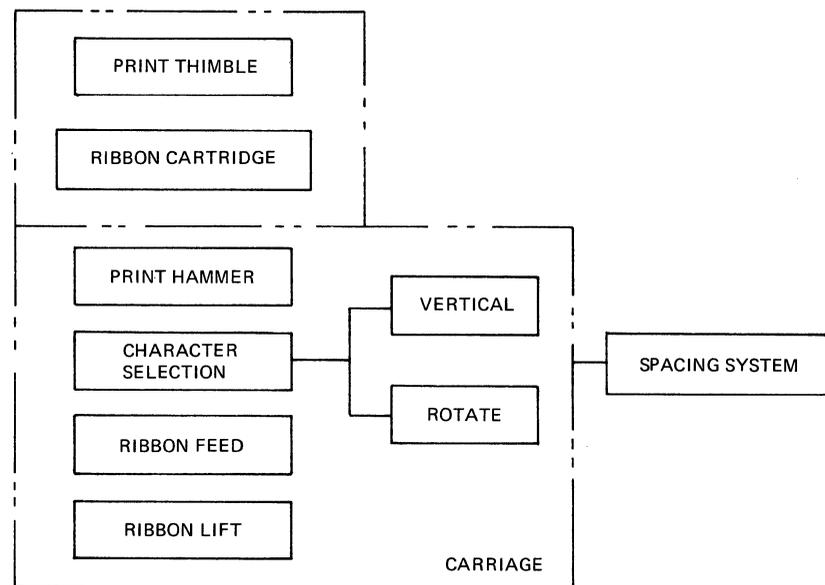 PRINT THIMBLE
RIBBON CARTRIDGE
PRINT HAMMER
VERTICAL
CHARACTER
SELECTION
SPACING SYSTEM
ROTATE
RIBBON FEED
RIBBON LIFT
CARRIAGE